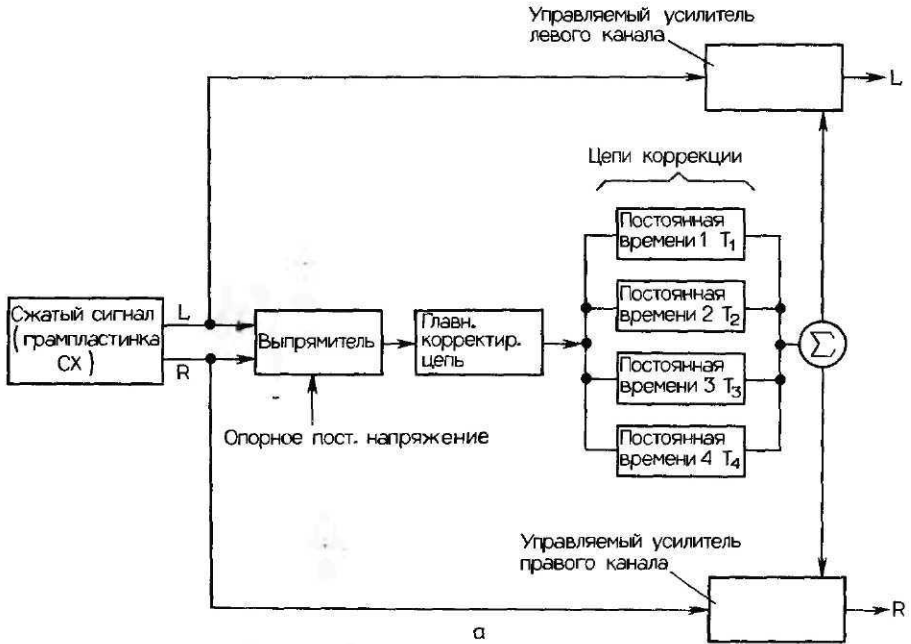 Управляемый усилитель
левого канала
L
Цепи коррекции
Постоянная
времени 1 T₁
Постоянная
времени 2 T₂
Постоянная
времени 3 T₃
Постоянная
времени 4 T₄
Сжатый сигнал
(грампластинка
СХ)
L
R
Выпрямитель
Главн.
корректир.
цепь
Σ
Опорное пост. напряжение
Управляемый усилитель
правого канала
R
а